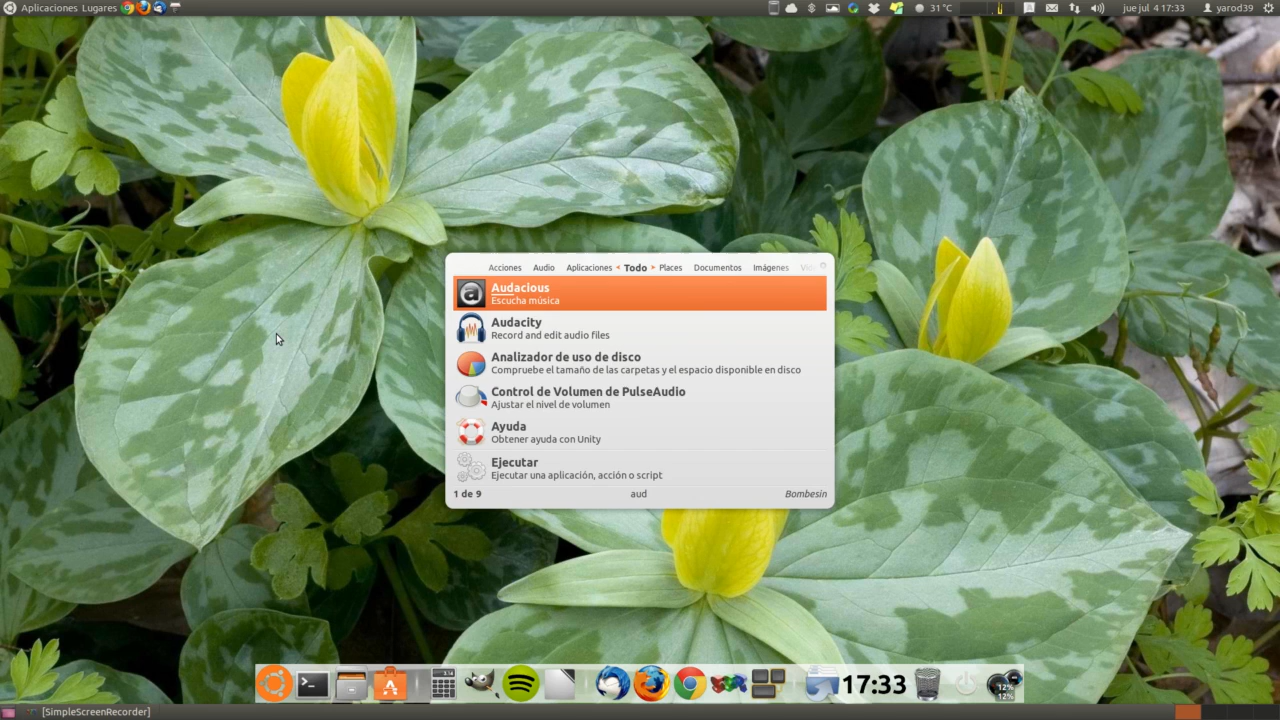 Aplicaciones Lugares 31 °C A jue jul 4 17:33 yarod39
Acciones Audio Aplicaciones Todo Places Documentos Imágenes
Audacious
Escucha música
Audacity
Record and edit audio files
Analizador de uso de disco
Compruebe el tamaño de las carpetas y el espacio disponible en disco
Control de Volumen de PulseAudio
Ajustar el nivel de volumen
Ayuda
Obtener ayuda con Unity
Ejecutar
Ejecutar una aplicación, acción o script
1 de 9 aud Bombesín
17:33
12%
12%
[SimpleScreenRecorder]